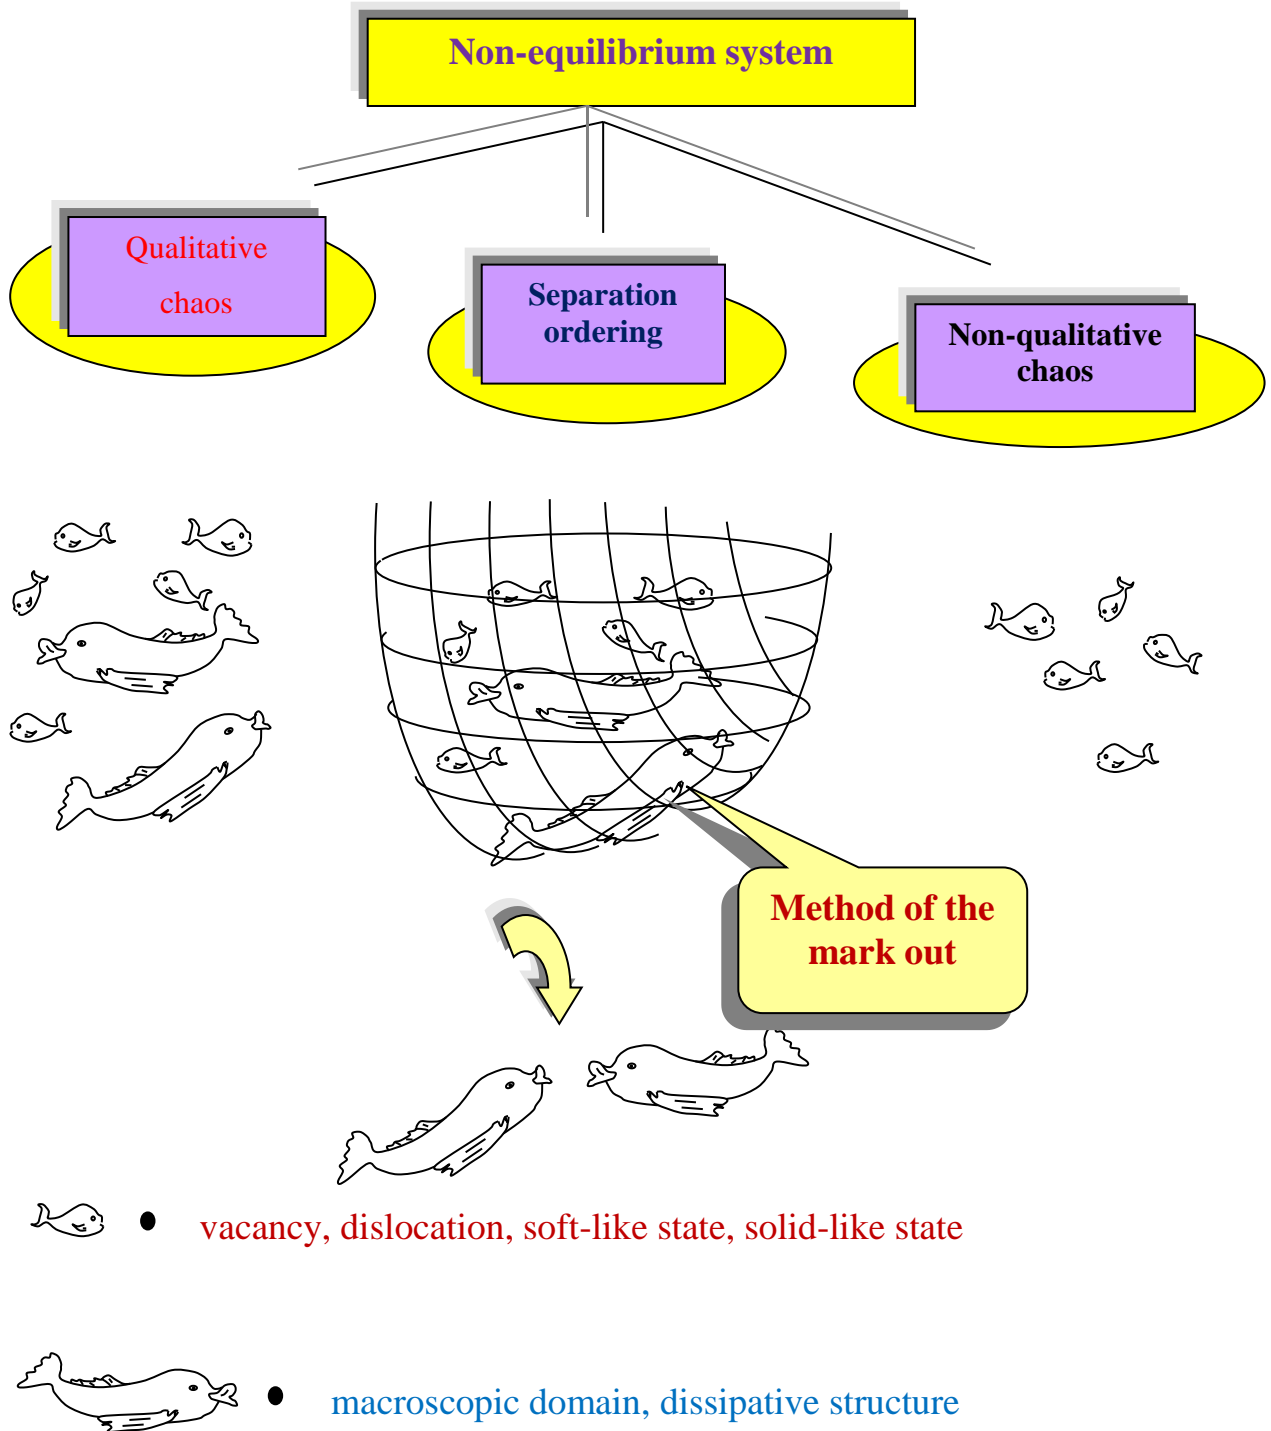 Non-equilibrium system
Qualitative
chaos
Separation
ordering
Non-qualitative
chaos
Method of the
mark out
vacancy, dislocation, soft-like state, solid-like state
macroscopic domain, dissipative structure